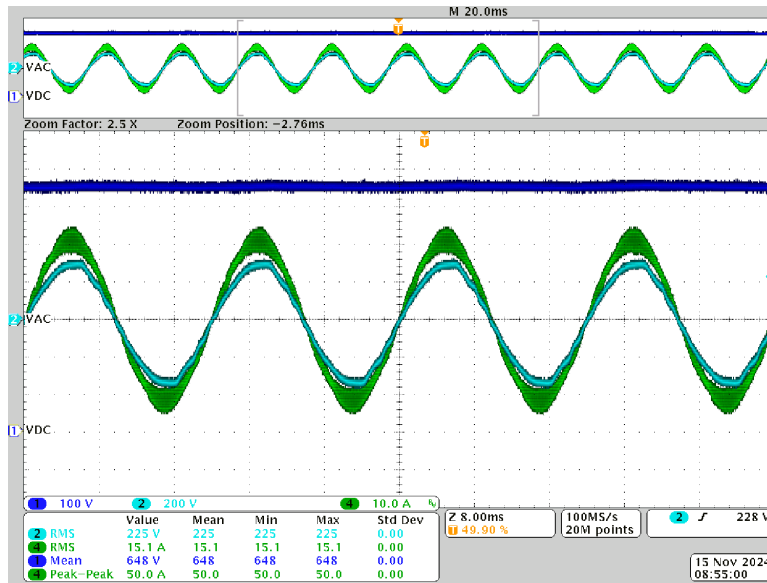 M 20.0ms
T
2 VAC
1 VDC
Zoom Factor: 2.5 X Zoom Position: −2.76ms
T
2 VAC
1 VDC
1 100 V 2 200 V 4 10.0 A
Value Mean Min Max Std Dev
2 RMS 225 V 225 225 225 0.00
4 RMS 15.1 A 15.1 15.1 15.1 0.00
1 Mean 648 V 648 648 648 0.00
4 Peak−Peak 50.0 A 50.0 50.0 50.0 0.00
Z 8.00ms
T 49.90 %
100MS/s
20M points
2 228 V
15 Nov 2024
08:55:00